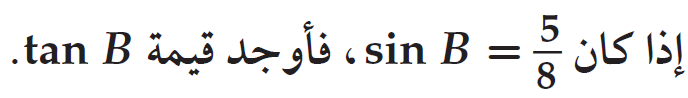 إذا كان sin B = 5/8 ، فأوجد قيمة tan B .